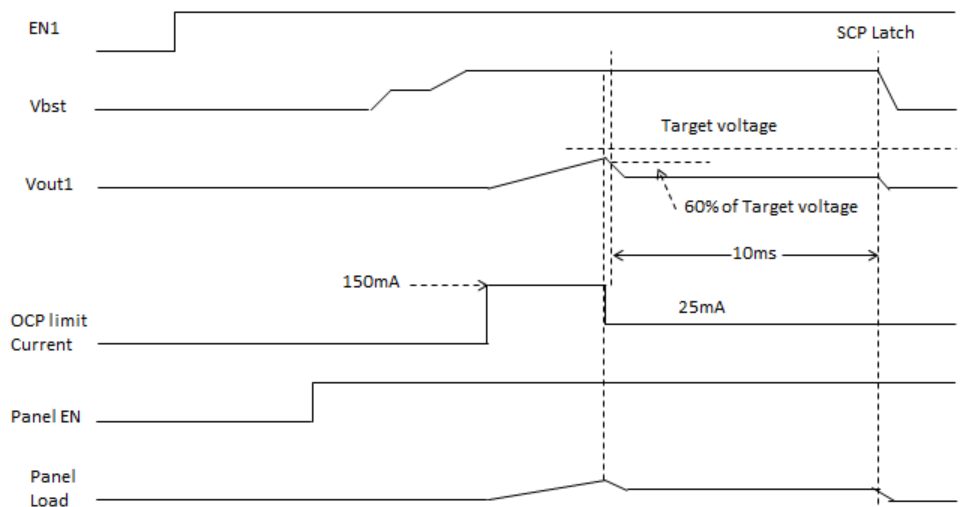 EN1
SCP Latch
Vbst
Target voltage
Vout1
60% of Target voltage
10ms
150mA
25mA
OCP limit
Current
Panel EN
Panel
Load